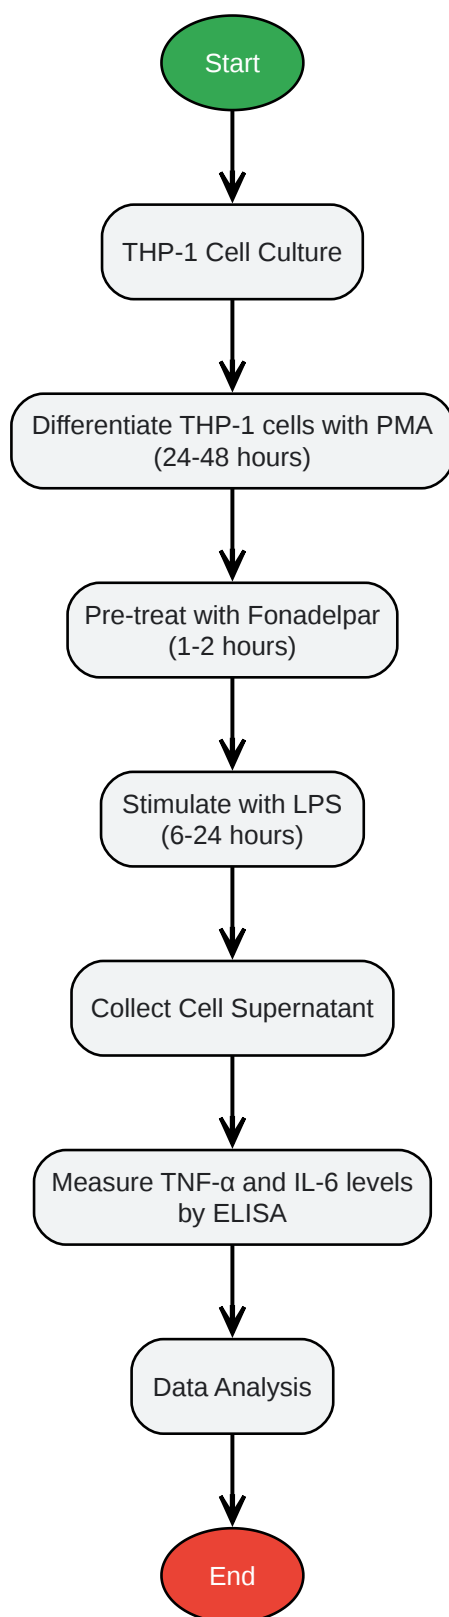 Start
THP-1 Cell Culture
Differentiate THP-1 cells with PMA
(24-48 hours)
Pre-treat with Fonadelpar
(1-2 hours)
Stimulate with LPS
(6-24 hours)
Collect Cell Supernatant
Measure TNF-α and IL-6 levels
by ELISA
Data Analysis
End